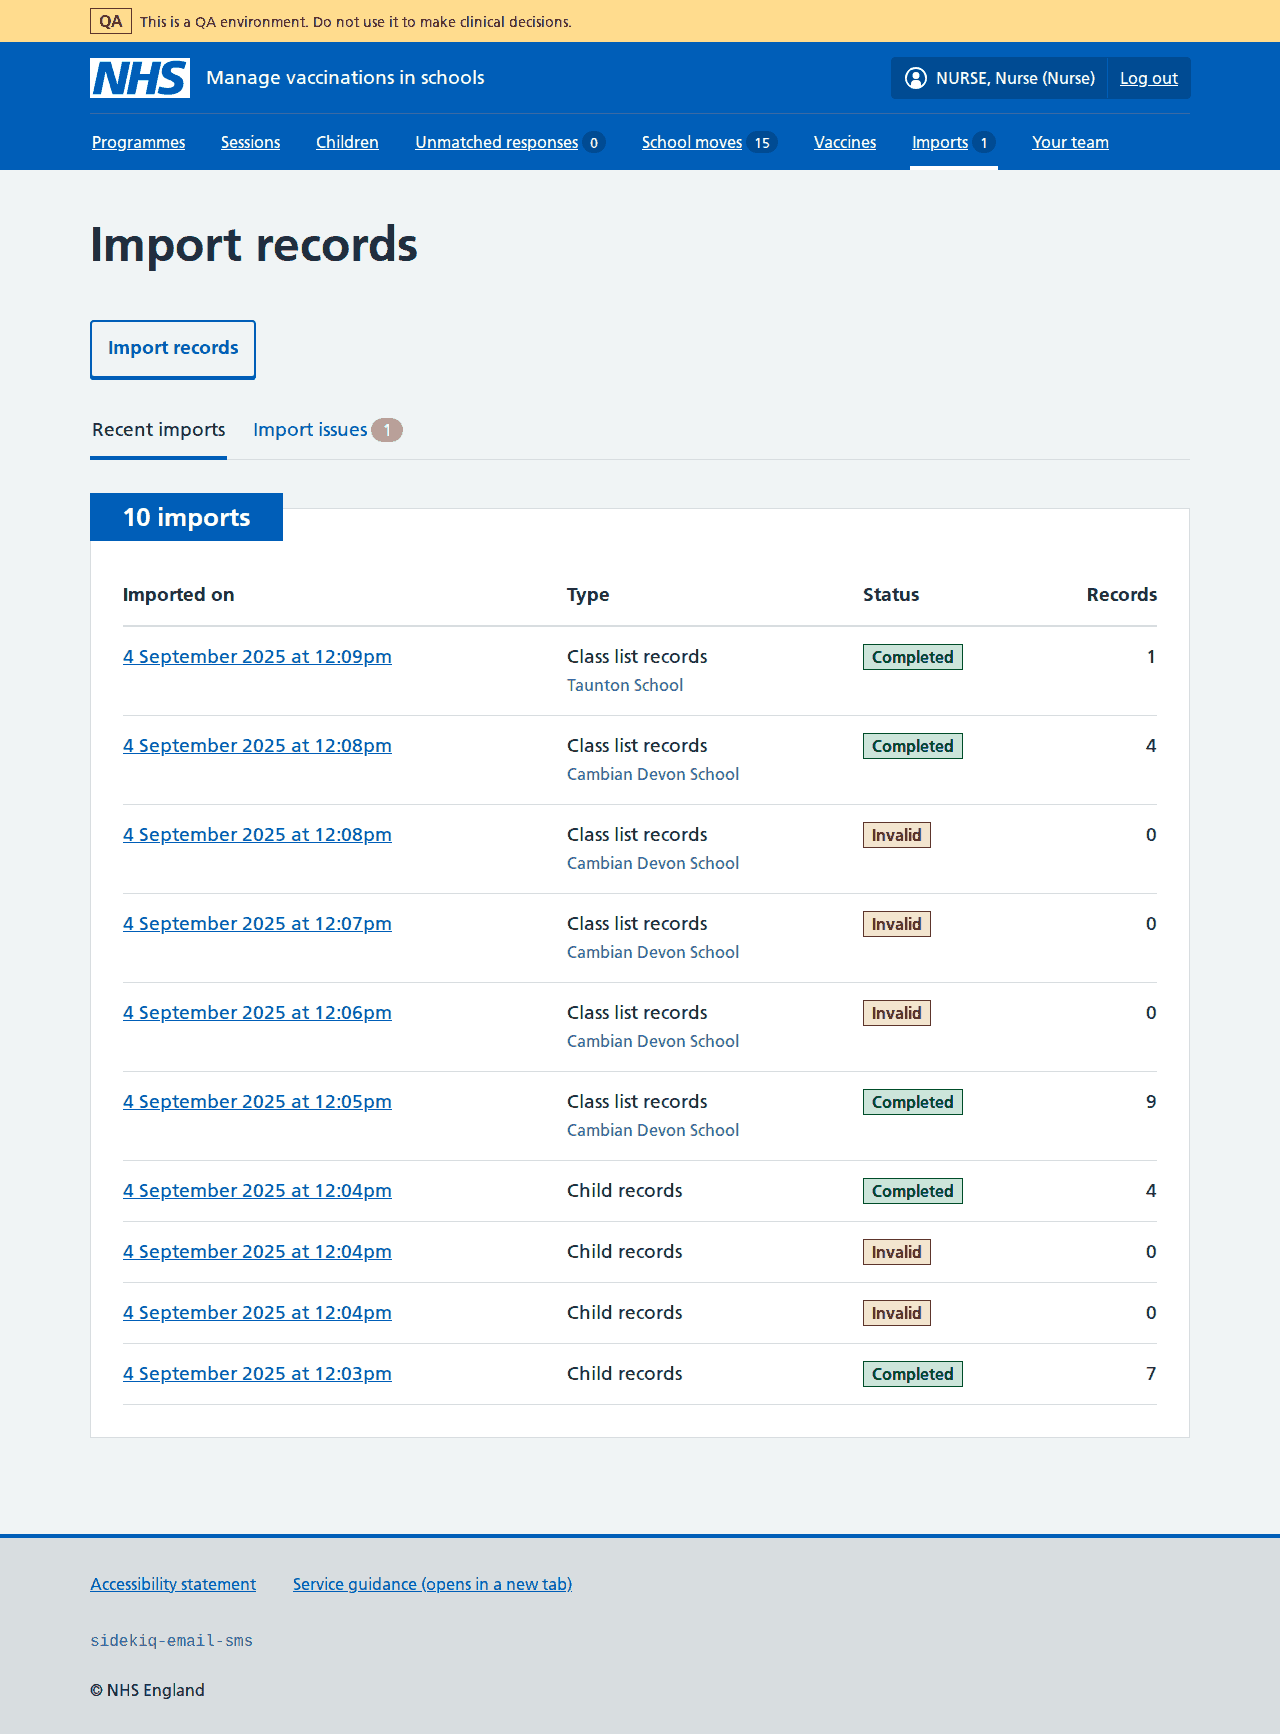 QA This is a QA environment. Do not use it to make clinical decisions.
NHS Manage vaccinations in schools NURSE, Nurse (Nurse) Log out
Programmes Sessions Children Unmatched responses 0 School moves 15 Vaccines Imports 1 Your team
Import records
Import records
Recent imports Import issues 1
10 imports
Imported on Type Status Records
4 September 2025 at 12:09pm Class list records Completed 1
Taunton School
4 September 2025 at 12:08pm Class list records Completed 4
Cambian Devon School
4 September 2025 at 12:08pm Class list records Invalid 0
Cambian Devon School
4 September 2025 at 12:07pm Class list records Invalid 0
Cambian Devon School
4 September 2025 at 12:06pm Class list records Invalid 0
Cambian Devon School
4 September 2025 at 12:05pm Class list records Completed 9
Cambian Devon School
4 September 2025 at 12:04pm Child records Completed 4
4 September 2025 at 12:04pm Child records Invalid 0
4 September 2025 at 12:04pm Child records Invalid 0
4 September 2025 at 12:03pm Child records Completed 7
Accessibility statement Service guidance (opens in a new tab)
sidekiq-email-sms
© NHS England